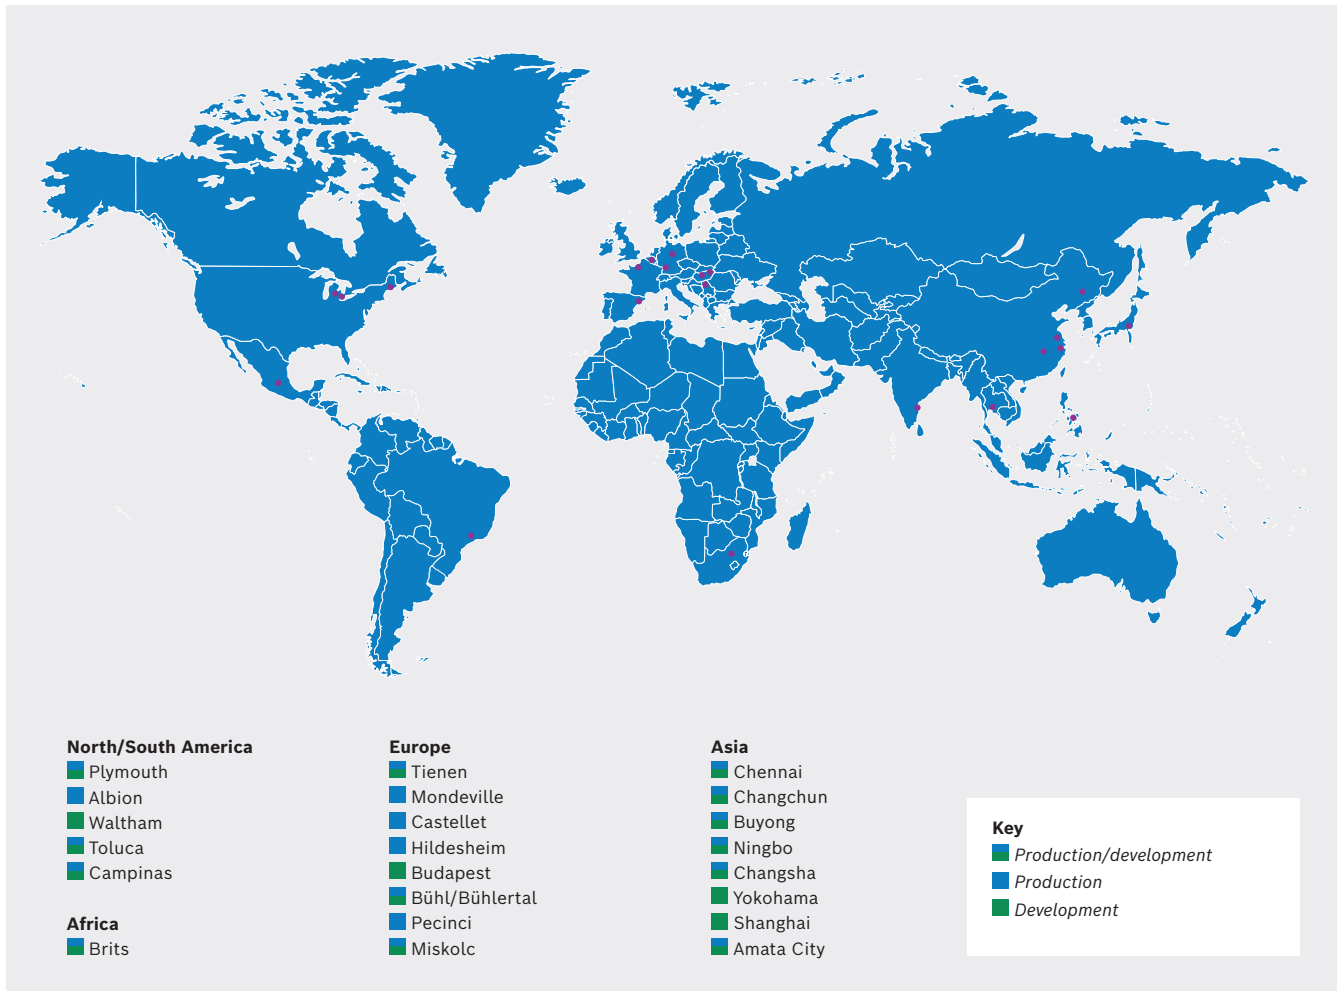 North/South America
Plymouth
Albion
Waltham
Toluca
Campinas
Africa
Brits
Europe
Tienen
Mondeville
Castellet
Hildesheim
Budapest
Bühl/Bühlertal
Pecinci
Miskolc
Asia
Chennai
Changchun
Buyong
Ningbo
Changsha
Yokohama
Shanghai
Amata City
Key
Production/development
Production
Development